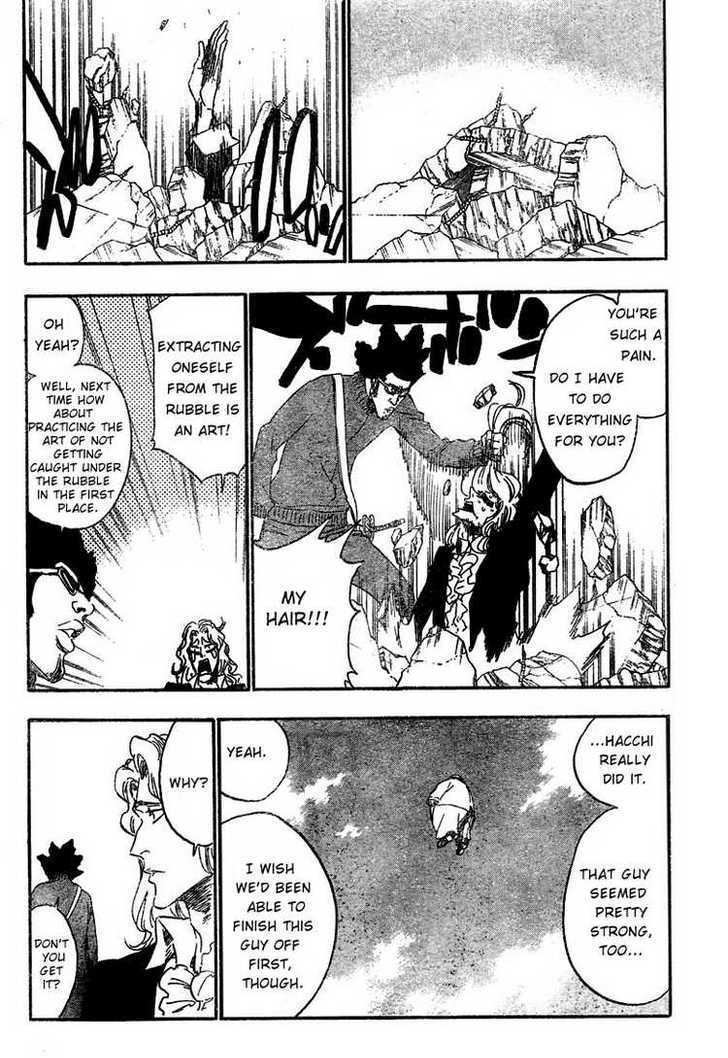 YOU'RE
SUCH A
PAIN.
DO I HAVE
TO DO
EVERYTHING
FOR YOU?
MY
HAIR!!!
EXTRACTING
ONESELF
FROM THE
RUBBLE IS
AN ART!
OH
YEAH?
WELL, NEXT
TIME HOW
ABOUT
PRACTICING THE
ART OF NOT
GETTING
CAUGHT UNDER
THE RUBBLE
IN THE FIRST
PLACE.
...HACCHI
REALLY
DID IT.
THAT GUY
SEEMED
PRETTY
STRONG,
TOO...
YEAH.
I WISH
WE'D BEEN
ABLE TO
FINISH THIS
GUY OFF
FIRST,
THOUGH.
WHY?
DON'T
YOU
GET
IT?